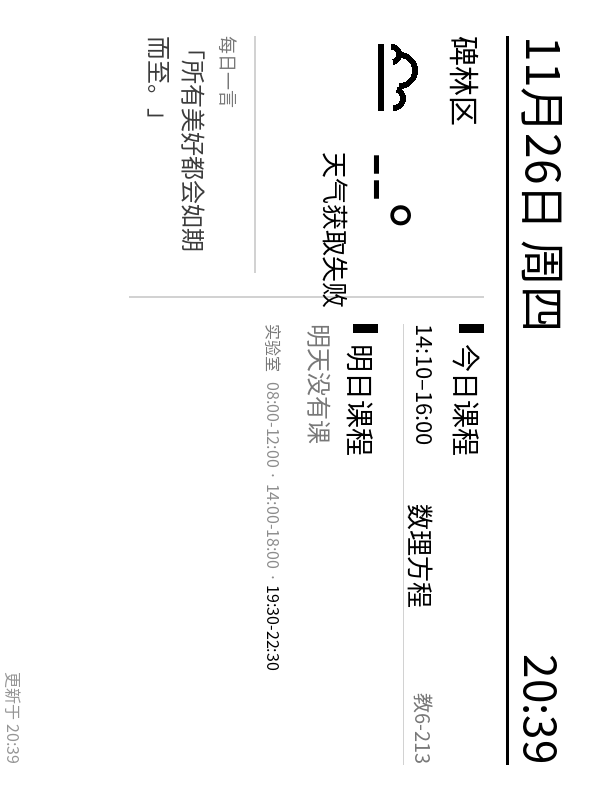 11月26日 周四
20:39
碑林区
--°
天气获取失败
每日一言
「所有美好都会如期
而至。」
今日课程
14:10–16:00 数理方程 教6-213
明日课程
明天没有课
实验室 08:00-12:00 · 14:00-18:00 · 19:30-22:30
更新于 20:39